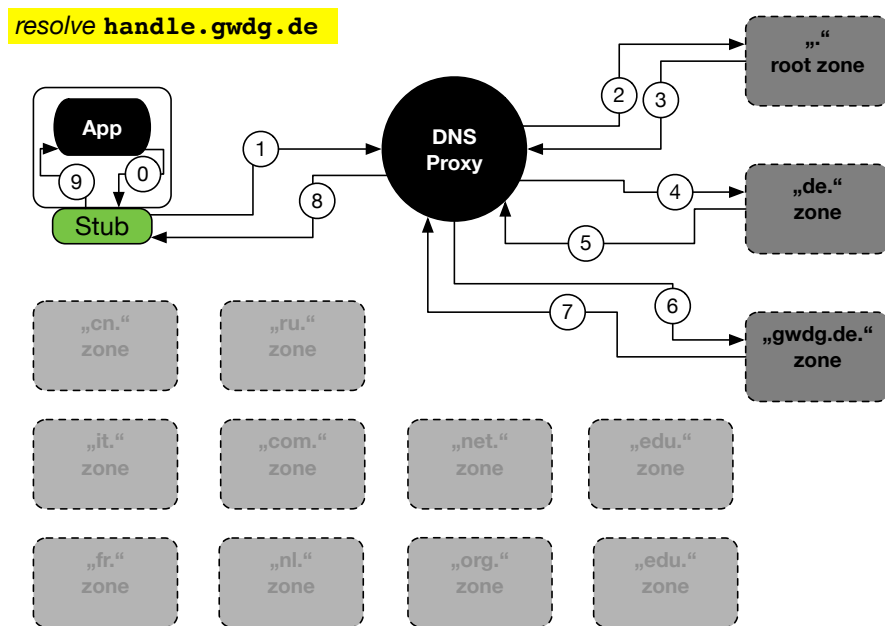 resolve handle.gwdg.de
„.“
root zone
2
3
App
DNS
Proxy
1
0
9
8
4
„de.“
zone
Stub
5
6
7
„gwdg.de.“
zone
„cn.“
zone
„ru.“
zone
„it.“
zone
„com.“
zone
„net.“
zone
„edu.“
zone
„fr.“
zone
„nl.“
zone
„org.“
zone
„edu.“
zone